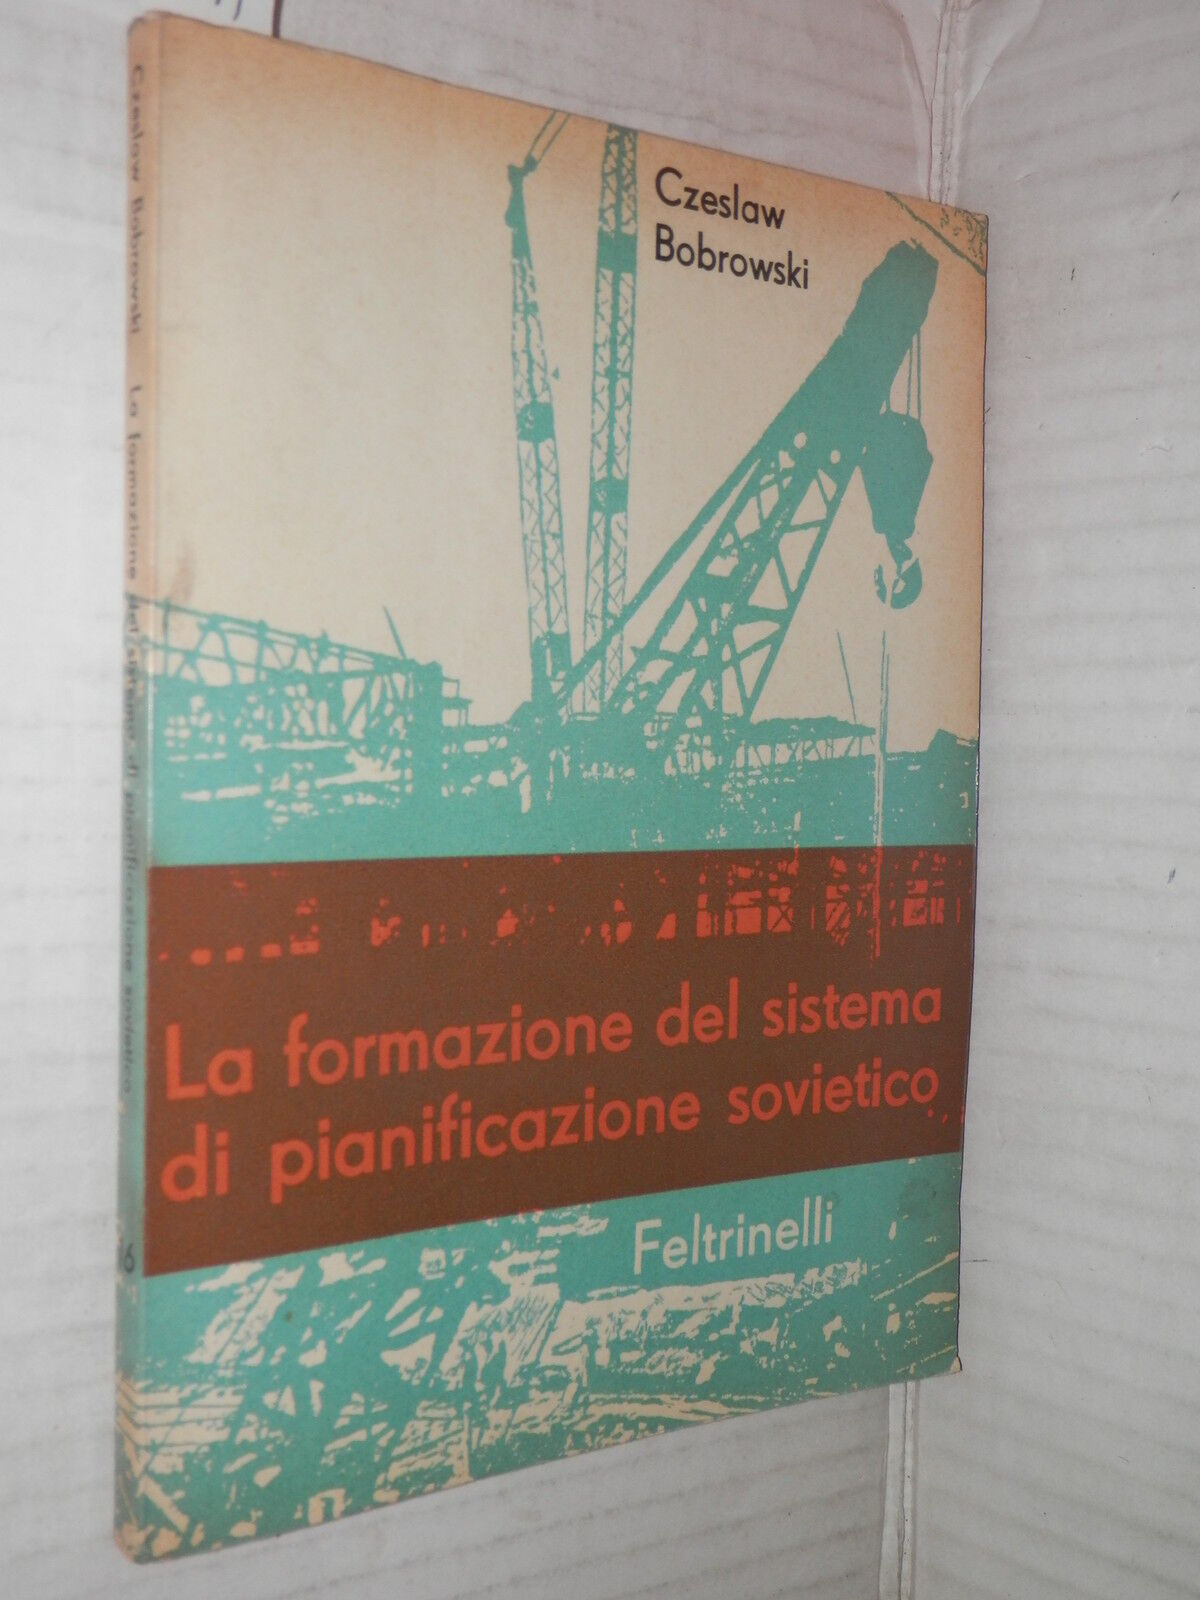 Czeslaw
Bobrowski
La formazione del sistema
di pianificazione sovietico
Feltrinelli
Czeslaw Bobrowski La formazione del sistema di pianificazione sovietico